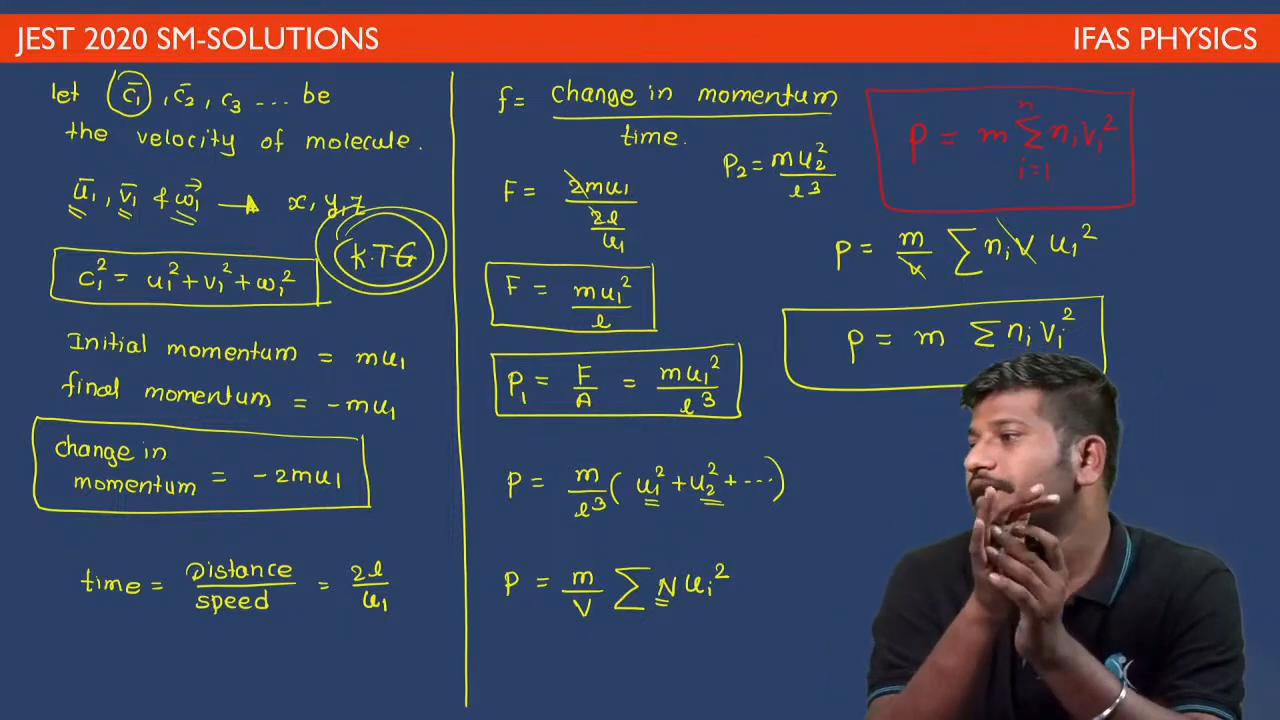 JEST 2020 SM-SOLUTIONS
IFAS PHYSICS
let c̄₁, c̄₂, c₃ ... be
the velocity of molecule.
ū₁, v̄₁ & ω⃗₁ → x, y, z
K.T.G
c₁² = u₁² + v₁² + ω₁²
Initial momentum = mu₁
final momentum = -mu₁
change in
momentum = -2mu₁
time = Distance / speed = 2l / u₁
f = change in momentum / time.
P₂ = mu₂² / l³
F = 2mu₁ / (2l / u₁)
F = mu₁² / l
P₁ = F / A = mu₁² / l³
P = m / l³ ( u₁² + u₂² + ... )
P = m / V Σ N uᵢ²
P = m Σ nᵢvᵢ²
n
i=1
P = m / V Σ nᵢ V u₁²
P = m Σ nᵢ Vᵢ²